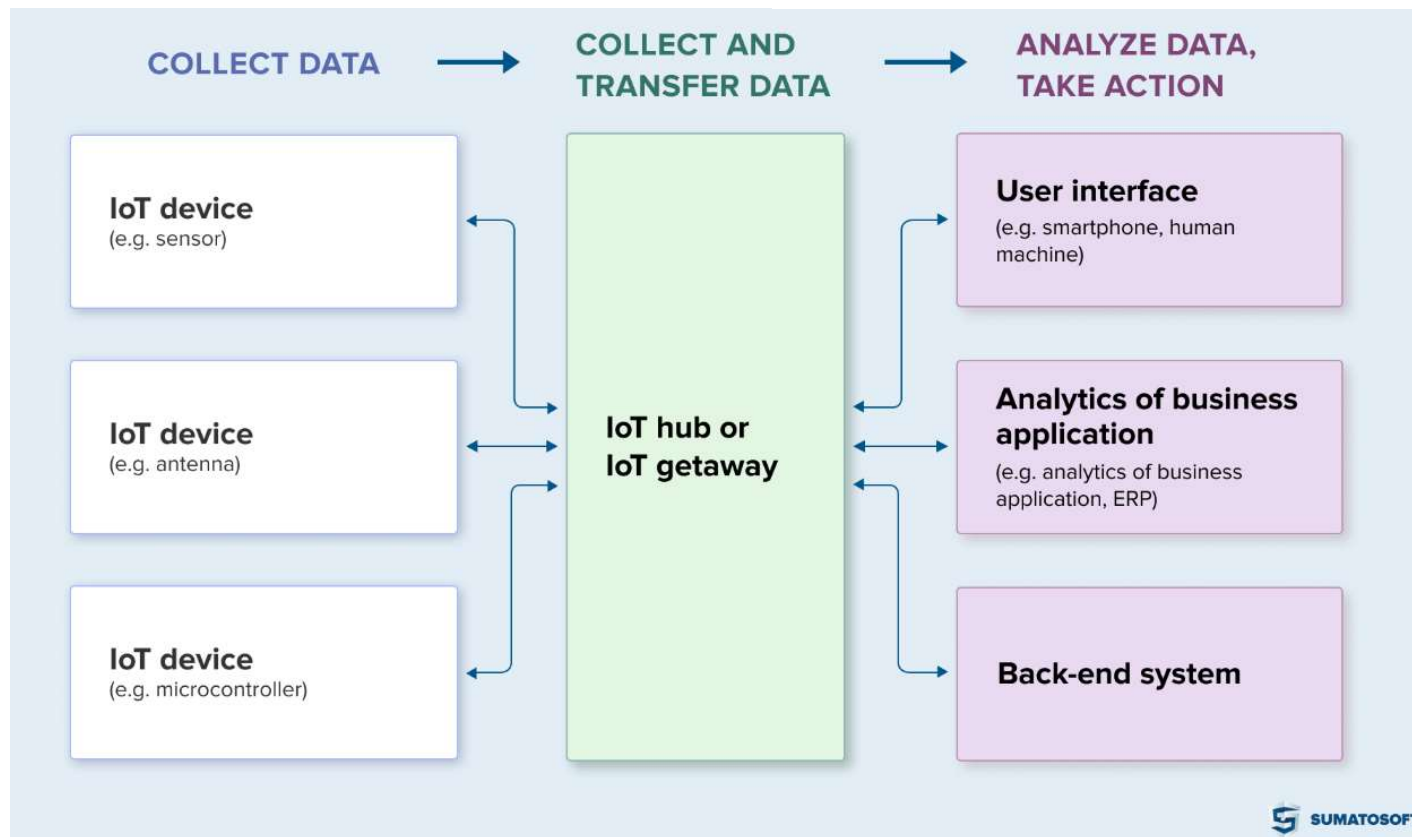 COLLECT DATA
COLLECT AND
TRANSFER DATA
ANALYZE DATA,
TAKE ACTION
IoT device
(e.g. sensor)
IoT device
(e.g. antenna)
IoT device
(e.g. microcontroller)
IoT hub or
IoT getaway
User interface
(e.g. smartphone, human
machine)
Analytics of business
application
(e.g. analytics of business
application, ERP)
Back-end system
SUMATOSOFT